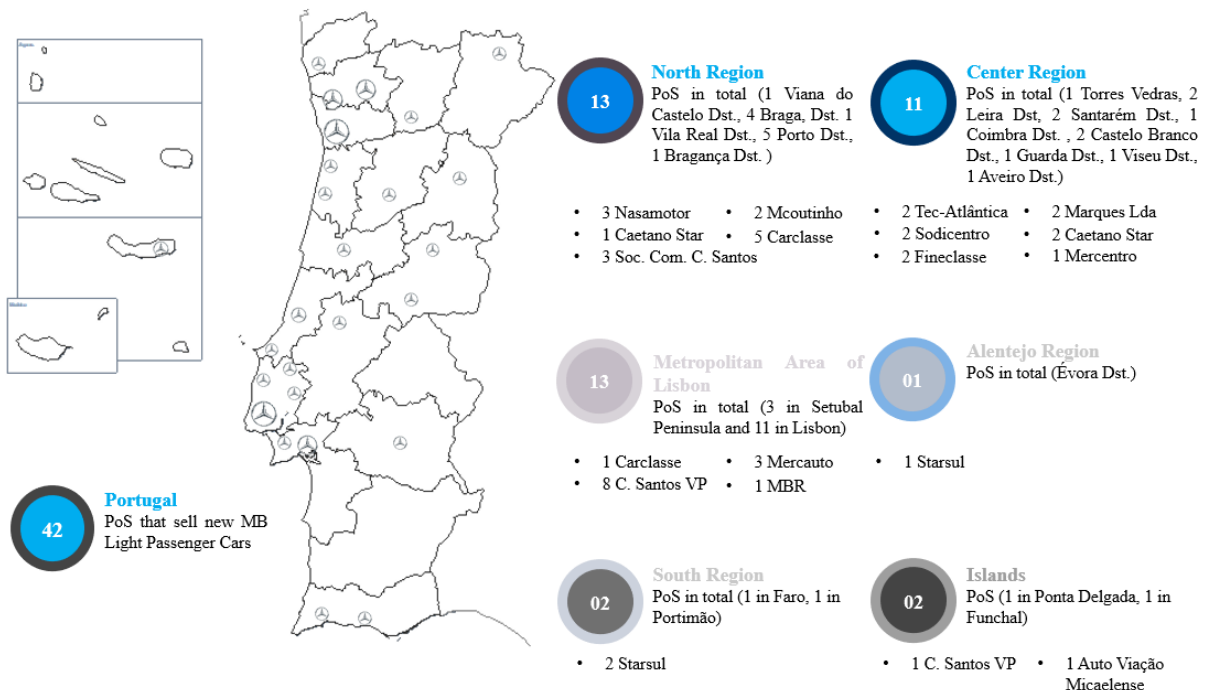 Açores
Madeira
42
Portugal
PoS that sell new MB
Light Passenger Cars
13
North Region
PoS in total (1 Viana do
Castelo Dst., 4 Braga, Dst. 1
Vila Real Dst., 5 Porto Dst.,
1 Bragança Dst. )
• 3 Nasamotor
• 1 Caetano Star
• 3 Soc. Com. C. Santos
• 2 Mcoutinho
• 5 Carclasse
11
Center Region
PoS in total (1 Torres Vedras, 2
Leira Dst, 2 Santarém Dst., 1
Coimbra Dst. , 2 Castelo Branco
Dst., 1 Guarda Dst., 1 Viseu Dst.,
1 Aveiro Dst.)
• 2 Tec-Atlântica
• 2 Sodicentro
• 2 Fineclasse
• 2 Marques Lda
• 2 Caetano Star
• 1 Mercentro
13
Metropolitan Area of
Lisbon
PoS in total (3 in Setubal
Peninsula and 11 in Lisbon)
• 1 Carclasse
• 8 C. Santos VP
• 3 Mercauto
• 1 MBR
01
Alentejo Region
PoS in total (Évora Dst.)
• 1 Starsul
02
South Region
PoS in total (1 in Faro, 1 in
Portimão)
• 2 Starsul
02
Islands
PoS (1 in Ponta Delgada, 1 in
Funchal)
• 1 C. Santos VP
• 1 Auto Viação
Micaelense